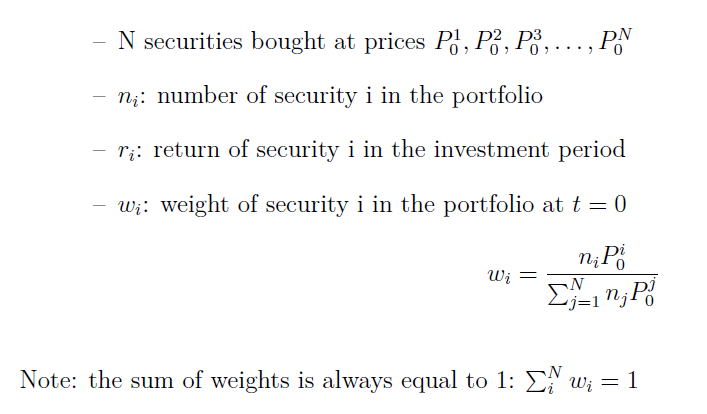 – N securities bought at prices $P_0^1, P_0^2, P_0^3, \ldots, P_0^N$
– $n_i$: number of security i in the portfolio
– $r_i$: return of security i in the investment period
– $w_i$: weight of security i in the portfolio at $t = 0$
$w_i = \frac{n_i P_0^i}{\sum_{j=1}^{N} n_j P_0^j}$
Note: the sum of weights is always equal to 1: $\sum_i^N w_i = 1$